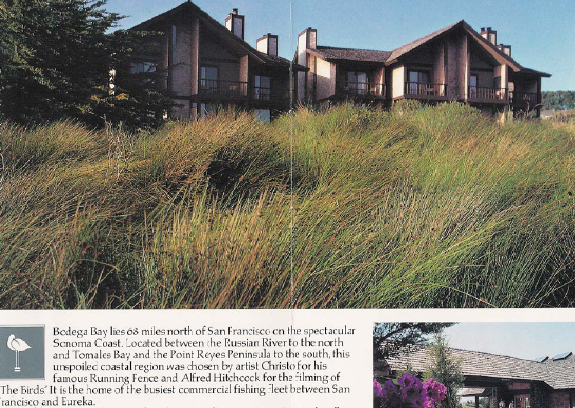 Bodega Bay lies 68 miles north of San Francisco on the spectacular
Sonoma Coast. Located between the Russian River to the north
and Tomales Bay and the Point Reyes Peninsula to the south, this
unspoiled coastal region was chosen by artist Christo for his
famous Running Fence and Alfred Hitchcock for the filming of
"The Birds." It is the home of the busiest commercial fishing fleet between San
Francisco and Eureka.